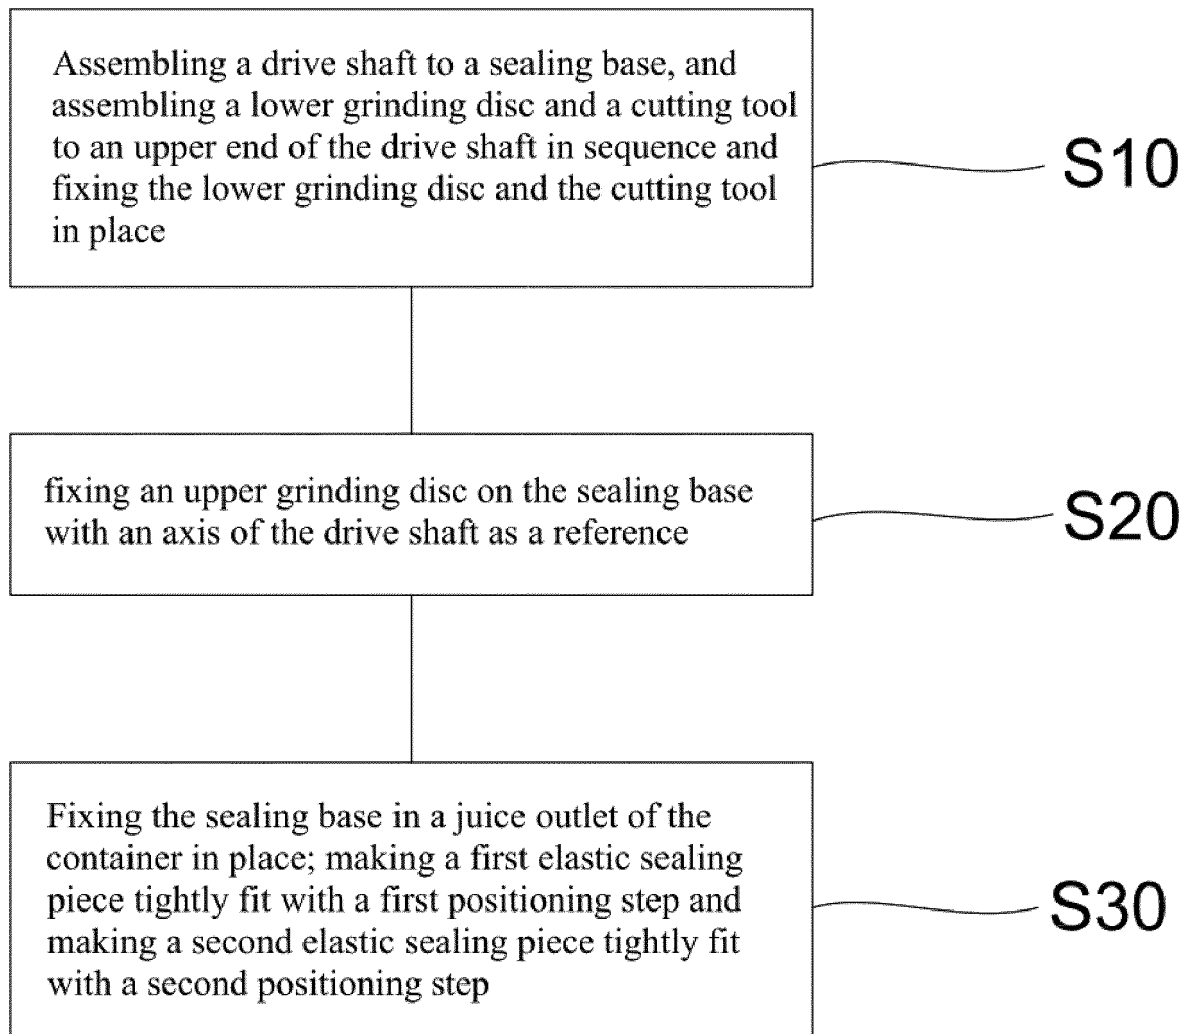 Assembling a drive shaft to a sealing base, and
assembling a lower grinding disc and a cutting tool
to an upper end of the drive shaft in sequence and
fixing the lower grinding disc and the cutting tool
in place
S10
fixing an upper grinding disc on the sealing base
with an axis of the drive shaft as a reference
S20
Fixing the sealing base in a juice outlet of the
container in place; making a first elastic sealing
piece tightly fit with a first positioning step and
making a second elastic sealing piece tightly fit
with a second positioning step
S30